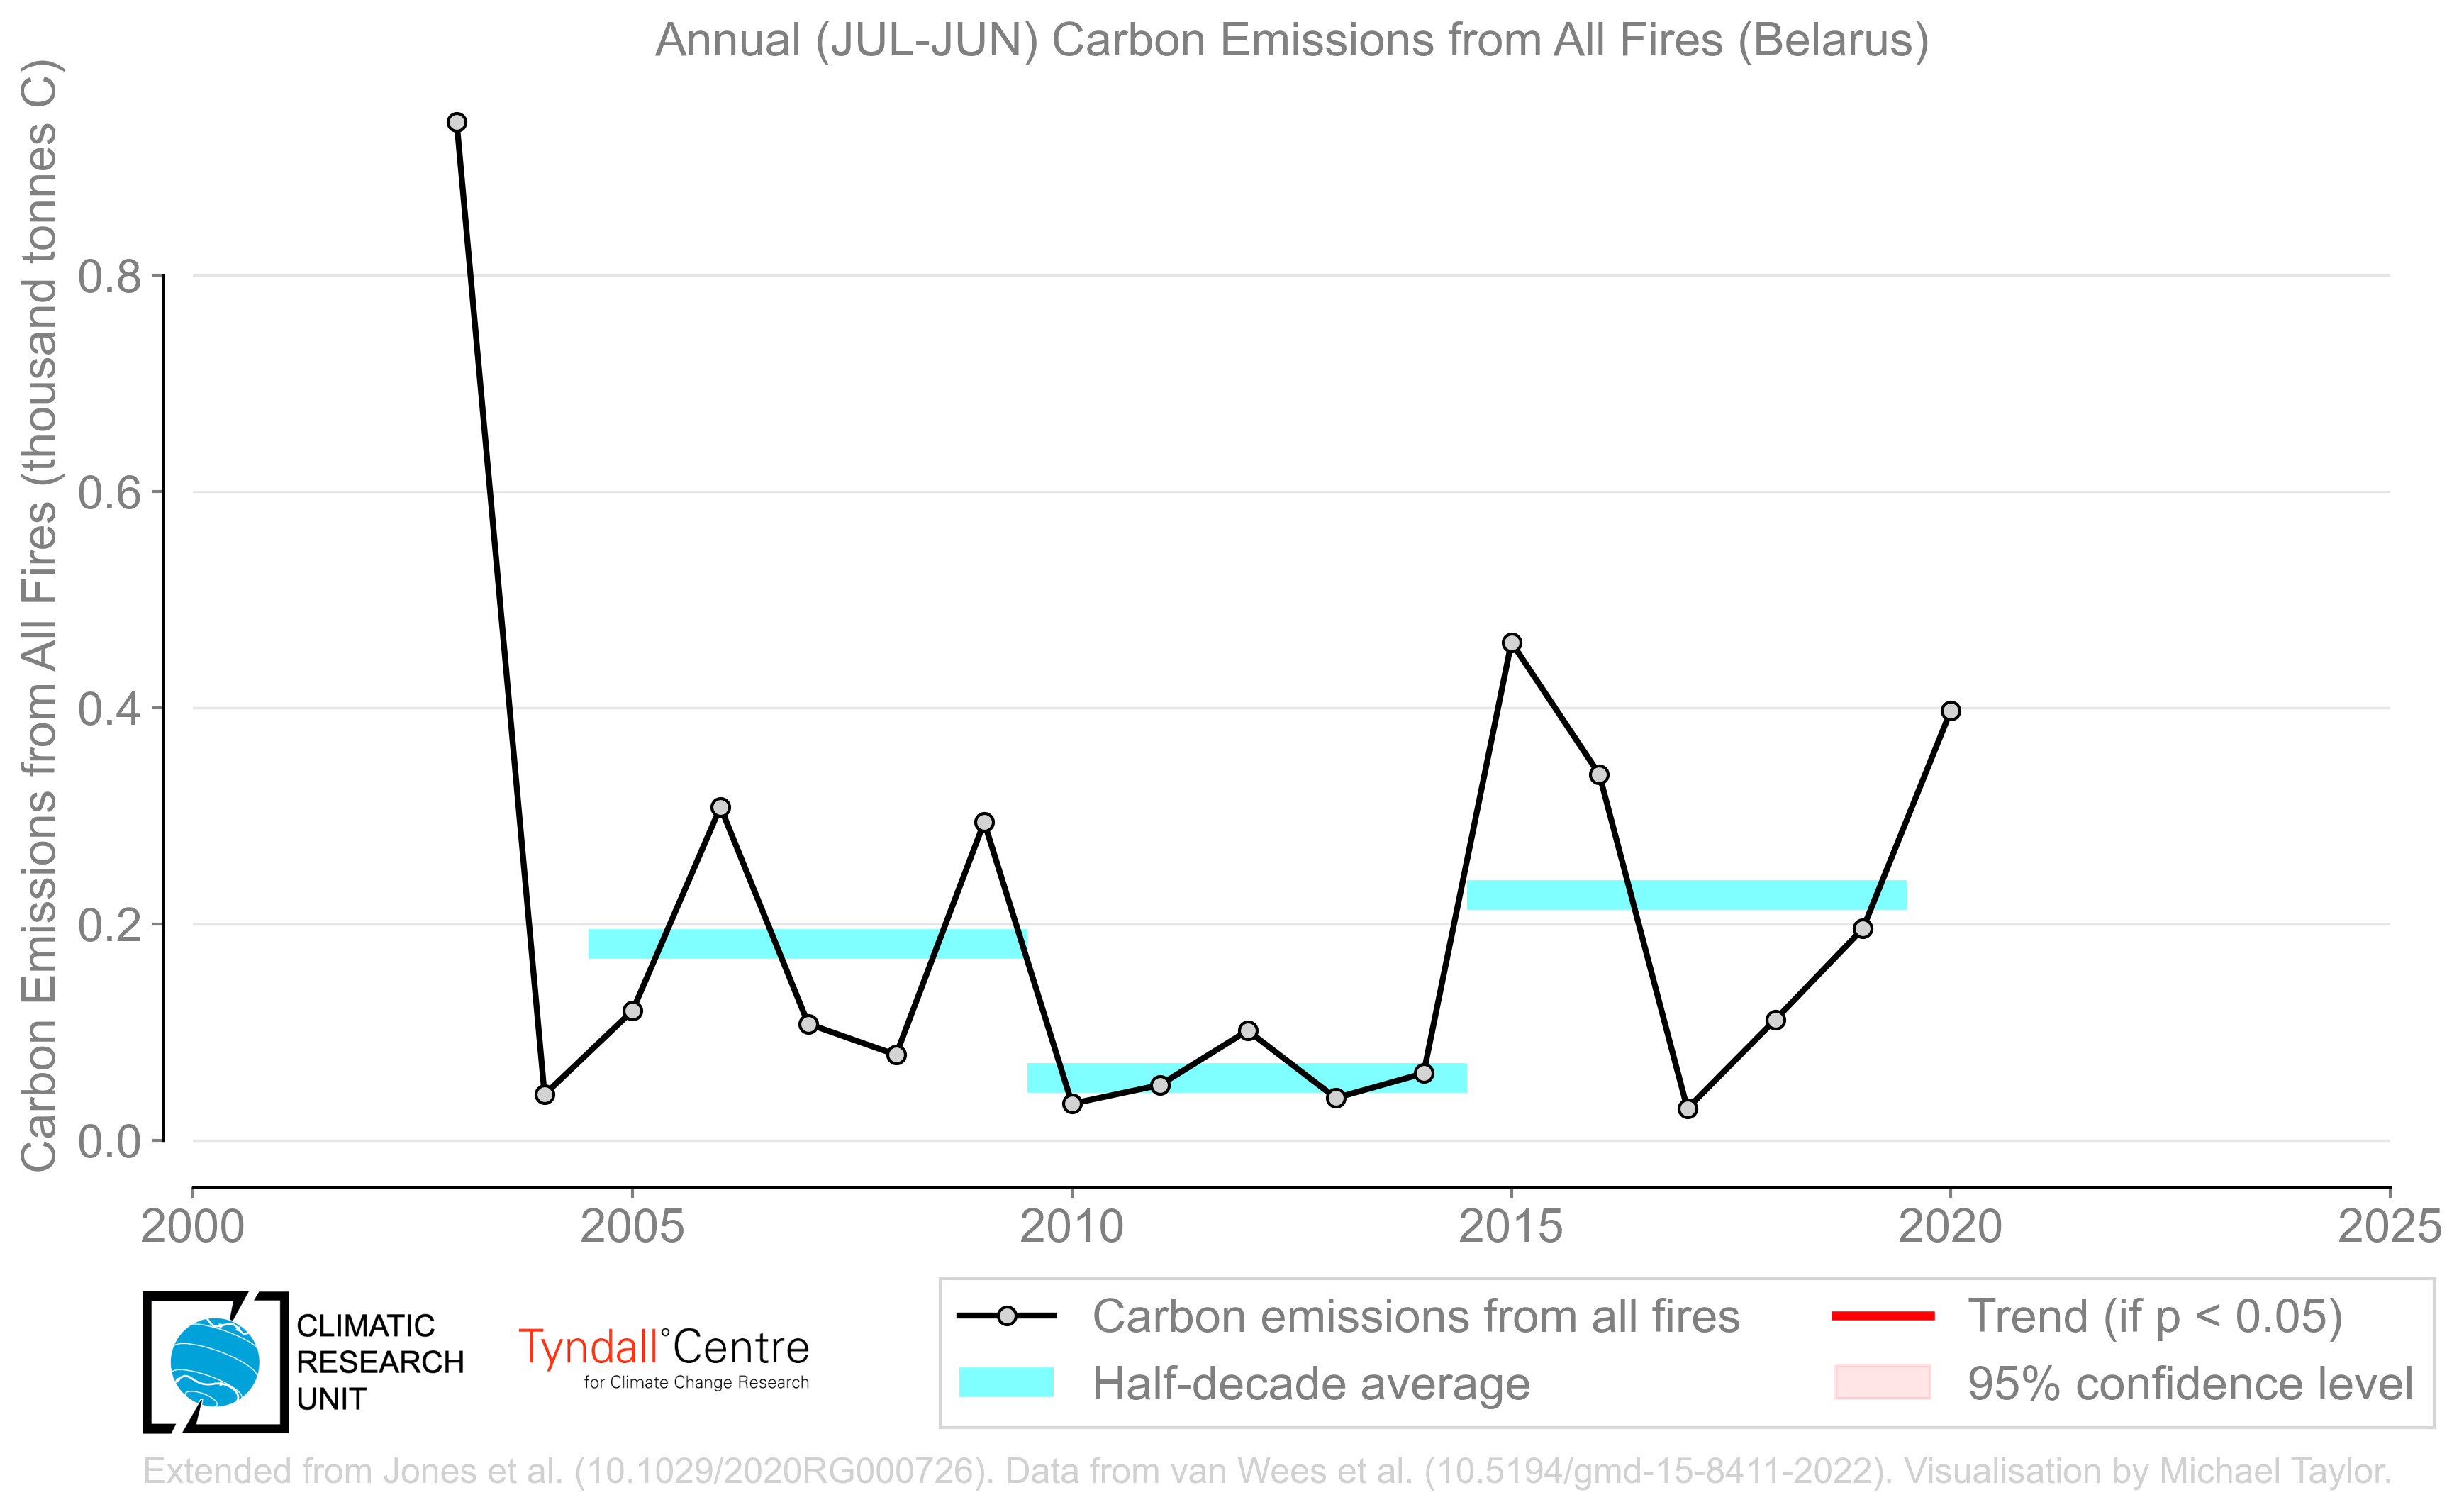 Annual (JUL-JUN) Carbon Emissions from All Fires (Belarus)
Carbon Emissions from All Fires (thousand tonnes C)
0.8
0.6
0.4
0.2
0.0
2000 2005 2010 2015 2020 2025
CLIMATIC
RESEARCH
UNIT
Tyndall°Centre
for Climate Change Research
Carbon emissions from all fires
Half-decade average
Trend (if p < 0.05)
95% confidence level
Extended from Jones et al. (10.1029/2020RG000726). Data from van Wees et al. (10.5194/gmd-15-8411-2022). Visualisation by Michael Taylor.